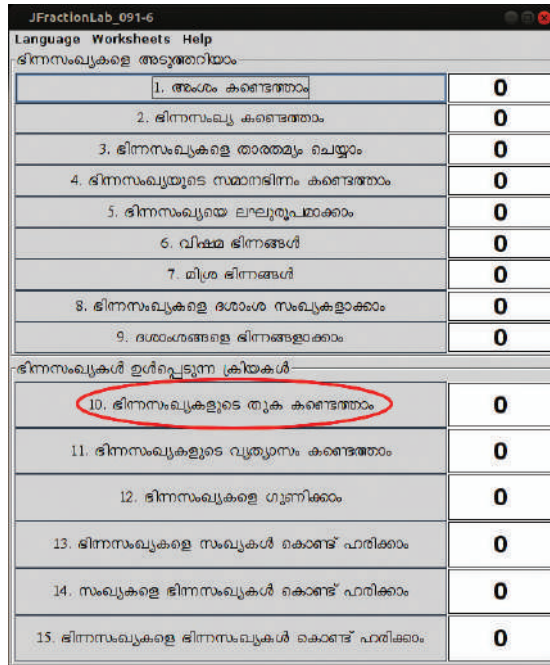 JFractionLab_091-6
Language Worksheets Help
ഭിന്നസംഖ്യകളെ അടുത്തറിയാം
1. അംശം കണ്ടെത്താം 0
2. ഭിന്നസംഖ്യ കണ്ടെത്താം 0
3. ഭിന്നസംഖ്യകളെ താരതമ്യം ചെയ്യാം 0
4. ഭിന്നസംഖ്യയുടെ സമാനഭിന്നം കണ്ടെത്താം 0
5. ഭിന്നസംഖ്യയെ ലഘുരൂപമാക്കാം 0
6. വിഷമ ഭിന്നങ്ങൾ 0
7. മിശ്ര ഭിന്നങ്ങൾ 0
8. ഭിന്നസംഖ്യകളെ ദശാംശ സംഖ്യകളാക്കാം 0
9. ദശാംശങ്ങളെ ഭിന്നങ്ങളാക്കാം 0
ഭിന്നസംഖ്യകൾ ഉൾപ്പെടുന്ന ക്രിയകൾ
10. ഭിന്നസംഖ്യകളുടെ തുക കണ്ടെത്താം 0
11. ഭിന്നസംഖ്യകളുടെ വ്യത്യാസം കണ്ടെത്താം 0
12. ഭിന്നസംഖ്യകളെ ഗുണിക്കാം 0
13. ഭിന്നസംഖ്യകളെ സംഖ്യകൾ കൊണ്ട് ഹരിക്കാം 0
14. സംഖ്യകളെ ഭിന്നസംഖ്യകൾ കൊണ്ട് ഹരിക്കാം 0
15. ഭിന്നസംഖ്യകളെ ഭിന്നസംഖ്യകൾ കൊണ്ട് ഹരിക്കാം 0